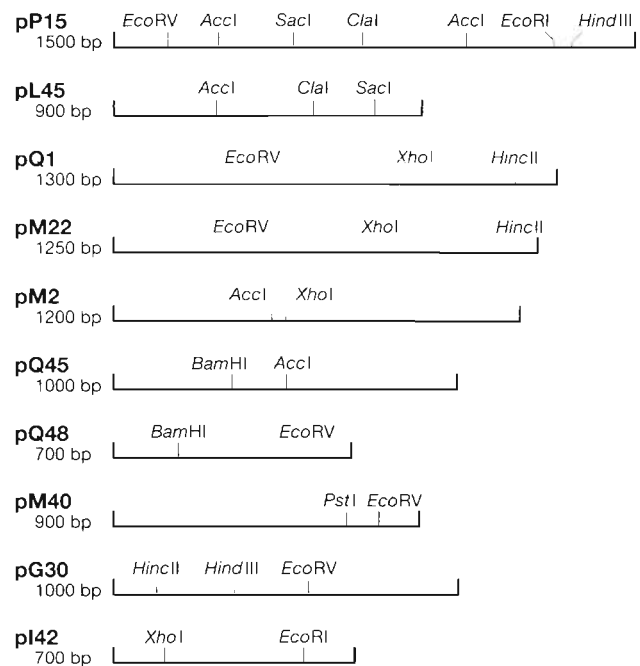 pP15 EcoRV AccI SacI ClaI AccI EcoRI HindIII
1500 bp
pL45 AccI ClaI SacI
900 bp
pQ1 EcoRV XhoI HincII
1300 bp
pM22 EcoRV XhoI HincII
1250 bp
pM2 AccI XhoI
1200 bp
pQ45 BamHI AccI
1000 bp
pQ48 BamHI EcoRV
700 bp
pM40 PstI EcoRV
900 bp
pG30 HincII HindIII EcoRV
1000 bp
pI42 XhoI EcoRI
700 bp